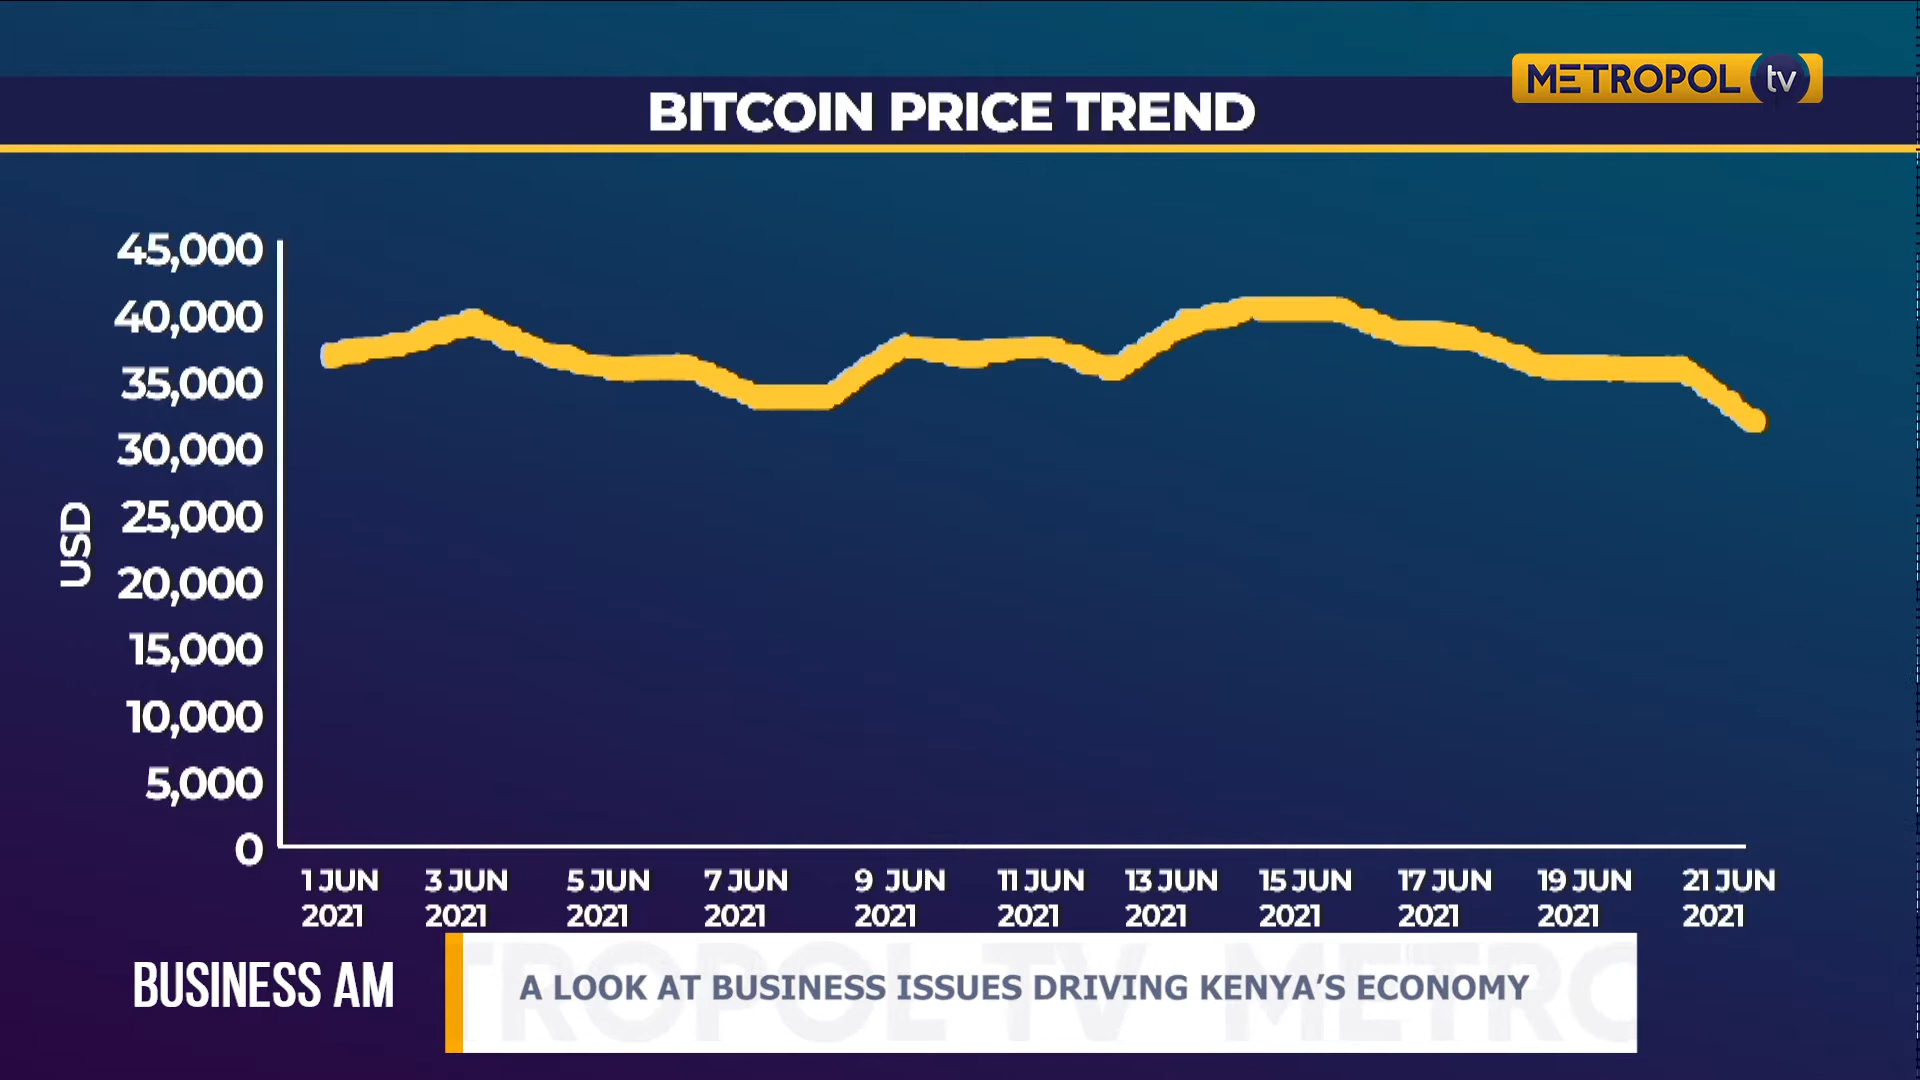 METROPOL tv
BITCOIN PRICE TREND
45,000
40,000
35,000
30,000
25,000
20,000
15,000
10,000
5,000
0
USD
1 JUN 2021
3 JUN 2021
5 JUN 2021
7 JUN 2021
9 JUN 2021
11 JUN 2021
13 JUN 2021
15 JUN 2021
17 JUN 2021
19 JUN 2021
21 JUN 2021
BUSINESS AM
A LOOK AT BUSINESS ISSUES DRIVING KENYA'S ECONOMY
TROPOL TV METRO